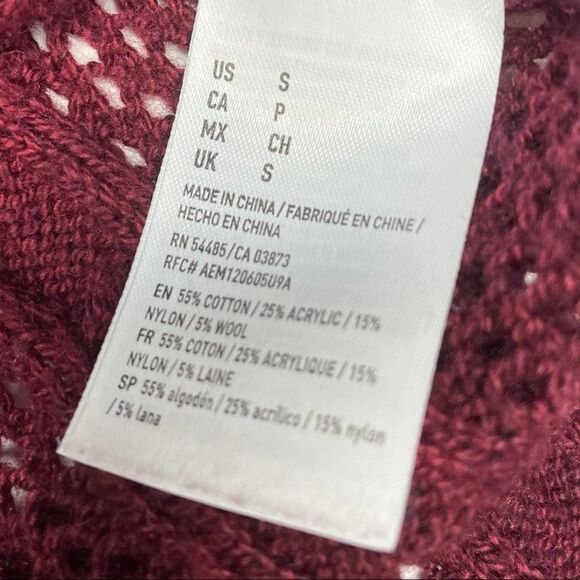 US S
CA P
MX CH
UK S
MADE IN CHINA / FABRIQUÉ EN CHINE /
HECHO EN CHINA
RN 54485 / CA 03873
RFC# AEM120605U9A
EN 55% COTTON / 25% ACRYLIC / 15%
NYLON / 5% WOOL
FR 55% COTON / 25% ACRYLIQUE / 15%
NYLON / 5% LAINE
SP 55% algodón / 25% acrílico / 15% nylon
/ 5% lana